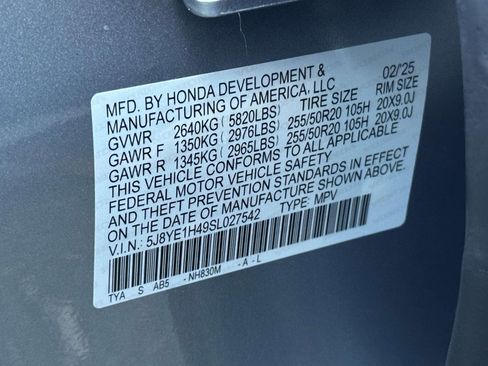 MFD. BY HONDA DEVELOPMENT & 02/'25
MANUFACTURING OF AMERICA, LLC RIM SIZE
GVWR 2640KG ( 5820LBS) TIRE SIZE
GAWR F 1350KG ( 2976LBS) 255/50R20 105H 20X9.0J
GAWR R 1345KG ( 2965LBS) 255/50R20 105H 20X9.0J
THIS VEHICLE CONFORMS TO ALL APPLICABLE
FEDERAL MOTOR VEHICLE SAFETY
AND THEFT PREVENTION STANDARDS IN EFFECT
ON THE DATE OF MANUFACTURE SHOWN ABOVE.
V.I.N.: 5J8YE1H49SL027542 TYPE: MPV
TYA S AB5 -NH830M -A-L